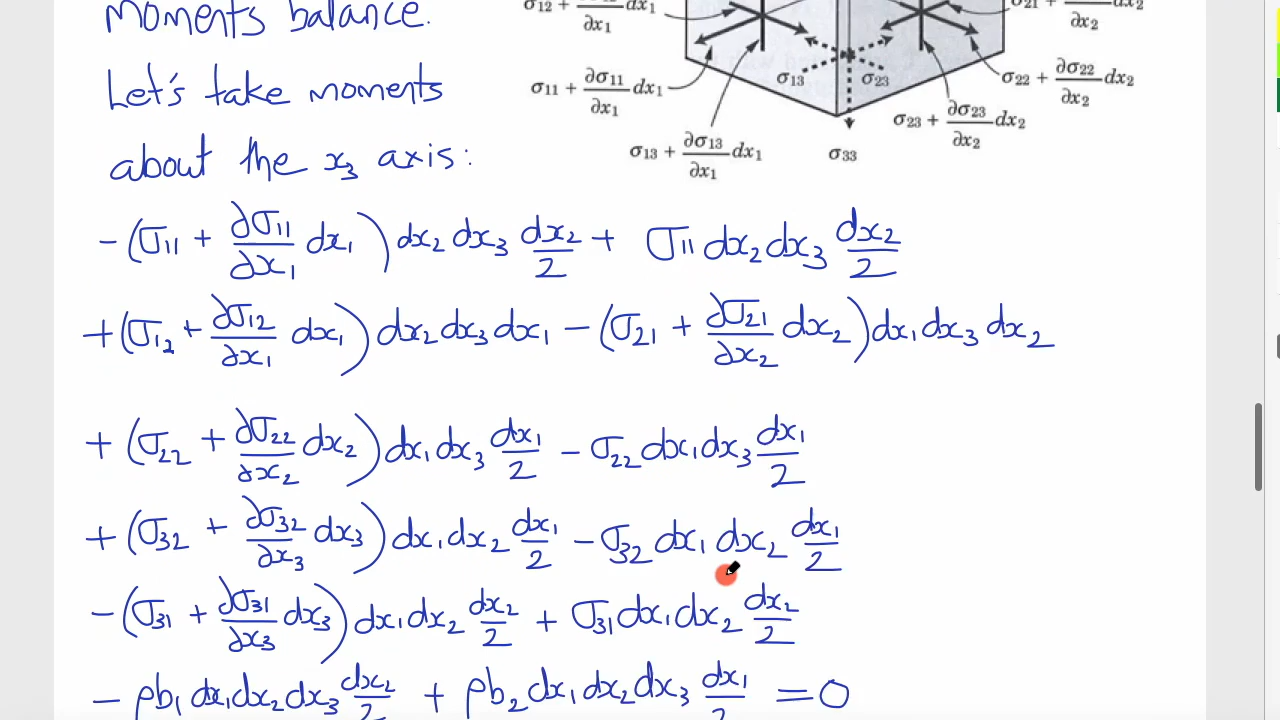 Moments balance.
Let's take moments
about the x₃ axis:
σ₁₂ + dx₁
∂x₁
σ₁₁ + ∂σ₁₁/∂x₁ dx₁
σ₁₃ + ∂σ₁₃/∂x₁ dx₁
σ₁₃
σ₂₃
σ₃₃
∂x₂
σ₂₂ + ∂σ₂₂/∂x₂ dx₂
σ₂₃ + ∂σ₂₃/∂x₂ dx₂
- (σ₁₁ + ∂σ₁₁/∂x₁ dx₁) dx₂ dx₃ dx₂/2 + σ₁₁ dx₂ dx₃ dx₂/2
+ (σ₁₂ + ∂σ₁₂/∂x₁ dx₁) dx₂ dx₃ dx₁ - (σ₂₁ + ∂σ₂₁/∂x₂ dx₂) dx₁ dx₃ dx₂
+ (σ₂₂ + ∂σ₂₂/∂x₂ dx₂) dx₁ dx₃ dx₁/2 - σ₂₂ dx₁ dx₃ dx₁/2
+ (σ₃₂ + ∂σ₃₂/∂x₃ dx₃) dx₁ dx₂ dx₁/2 - σ₃₂ dx₁ dx₂ dx₁/2
- (σ₃₁ + ∂σ₃₁/∂x₃ dx₃) dx₁ dx₂ dx₂/2 + σ₃₁ dx₁ dx₂ dx₂/2
- ρb₁ dx₁ dx₂ dx₃ dx₂/2 + ρb₂ dx₁ dx₂ dx₃ dx₁/2 = 0